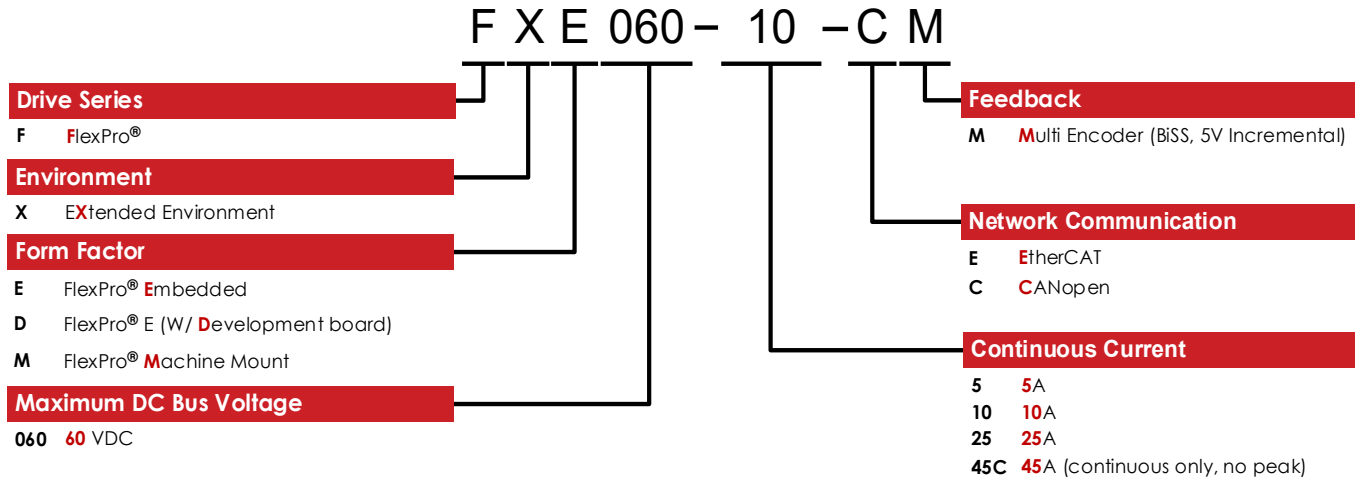 F X E 060 – 10 – C M
Drive Series
F FlexPro®
Environment
X EXtended Environment
Form Factor
E FlexPro® Embedded
D FlexPro® E (W/ Development board)
M FlexPro® Machine Mount
Maximum DC Bus Voltage
060 60 VDC
Feedback
M Multi Encoder (BiSS, 5V Incremental)
Network Communication
E EtherCAT
C CANopen
Continuous Current
5 5A
10 10A
25 25A
45C 45A (continuous only, no peak)